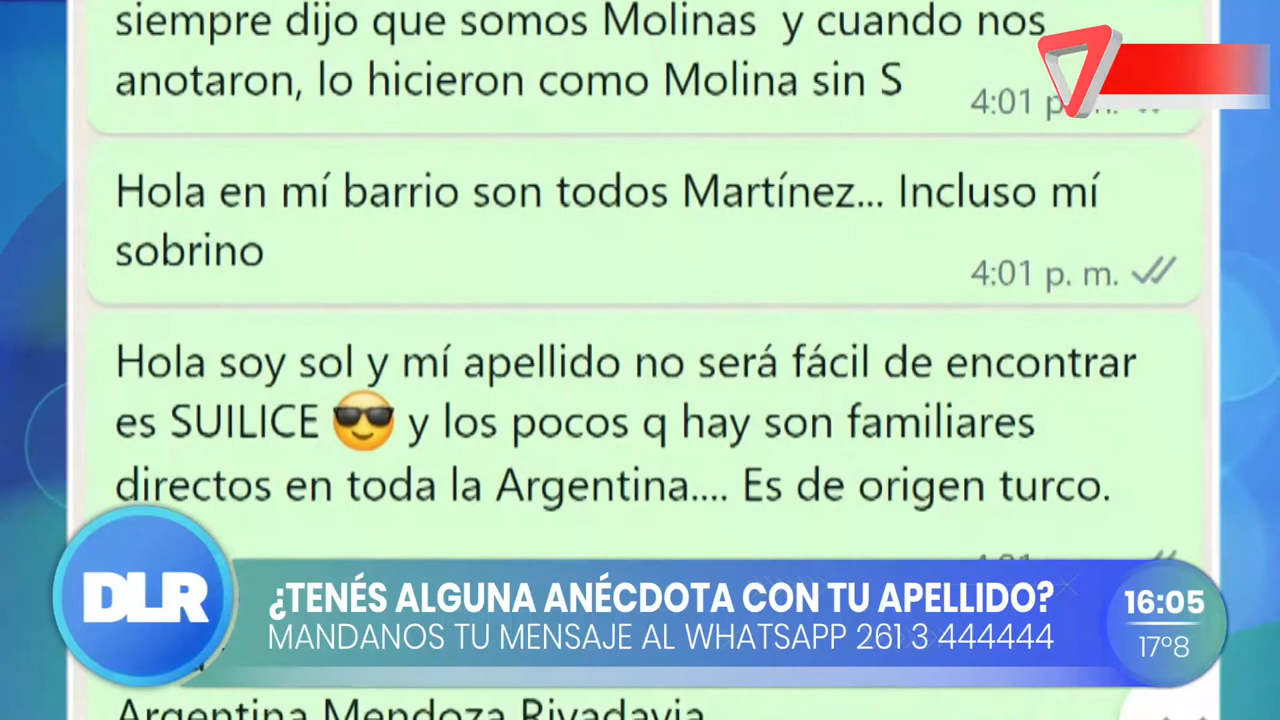 siempre dijo que somos Molinas y cuando nos
anotaron, lo hicieron como Molina sin S
4:01 p. m.
Hola en mí barrio son todos Martínez... Incluso mí
sobrino
4:01 p. m.
Hola soy sol y mí apellido no será fácil de encontrar
es SUILICE 😎 y los pocos q hay son familiares
directos en toda la Argentina.... Es de origen turco.
DLR
¿TENÉS ALGUNA ANÉCDOTA CON TU APELLIDO?
MANDANOS TU MENSAJE AL WHATSAPP 261 3 444444
16:05
17º8
Argentina Mendoza Rivadavia